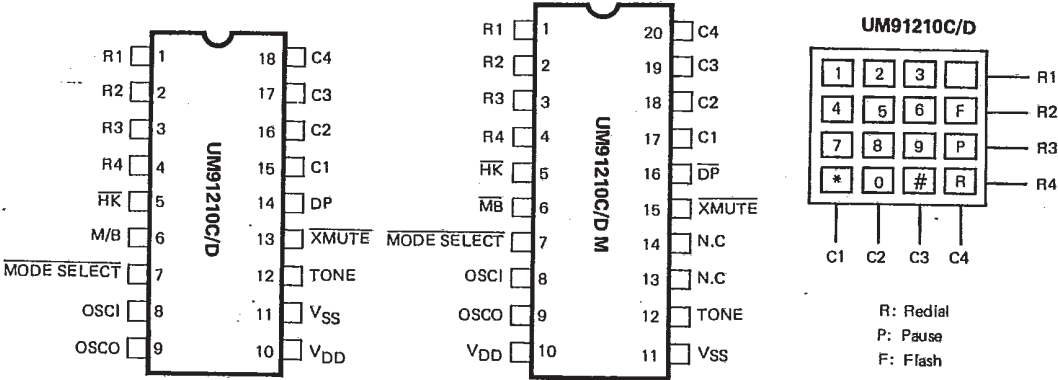 R1 1 18 C4
R2 2 17 C3
R3 3 16 C2
R4 4 15 C1
HK 5 14 DP
M/B 6 13 XMUTE
MODE SELECT 7 12 TONE
OSCI 8 11 VSS
OSCO 9 10 VDD
UM91210C/D
R1 1 20 C4
R2 2 19 C3
R3 3 18 C2
R4 4 17 C1
HK 5 16 DP
MB 6 15 XMUTE
MODE SELECT 7 14 N.C
OSCI 8 13 N.C
OSCO 9 12 TONE
VDD 10 11 VSS
UM91210C/D M
UM91210C/D
1 2 3 R1
4 5 6 F R2
7 8 9 P R3
* 0 # R R4
C1 C2 C3 C4
R: Redial
P: Pause
F: Flash